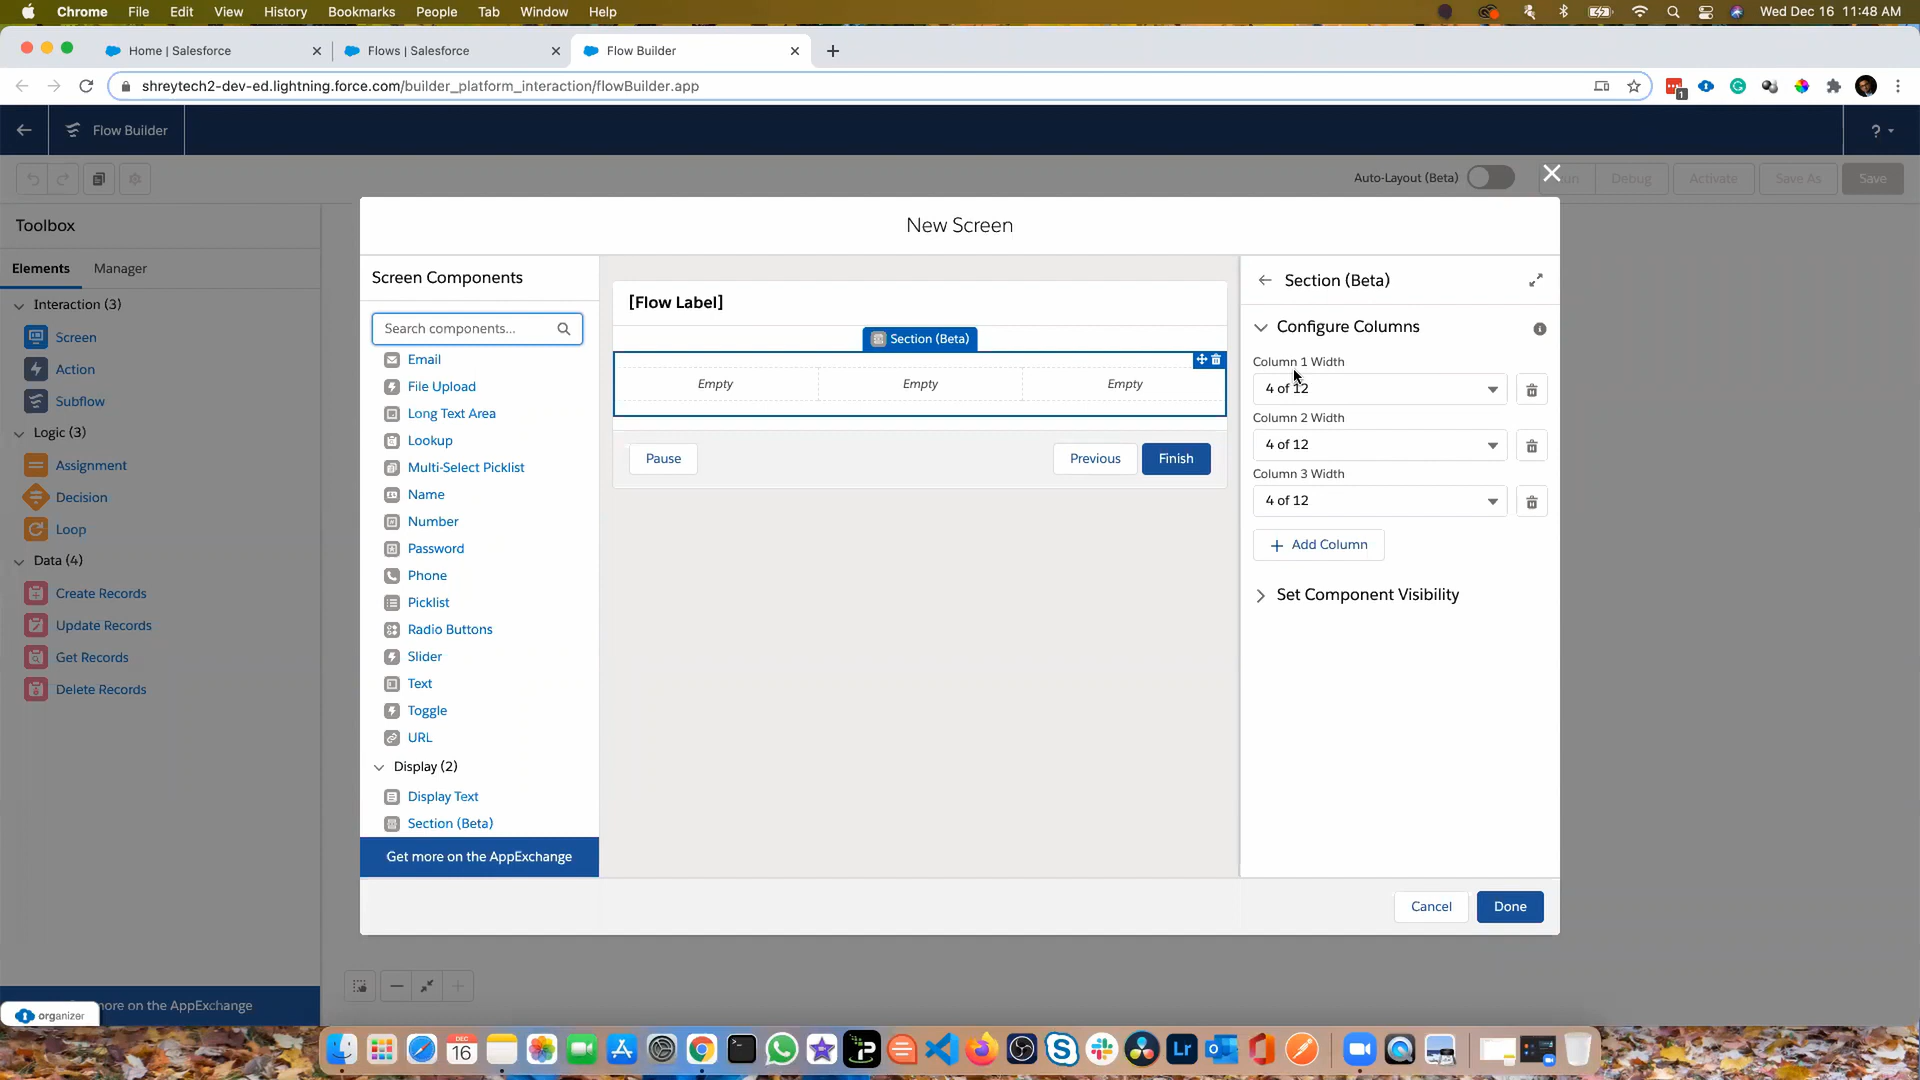 Chrome File Edit View History Bookmarks People Tab Window Help Wed Dec 16 11:48 AM
Home | Salesforce Flows | Salesforce Flow Builder
shreytech2-dev-ed.lightning.force.com/builder_platform_interaction/flowBuilder.app
1
Flow Builder ?
Auto-Layout (Beta) Debug Activate Save As Save
Toolbox
Elements Manager
Interaction (3)
Screen
Action
Subflow
Logic (3)
Assignment
Decision
Loop
Data (4)
Create Records
Update Records
Get Records
Delete Records
more on the AppExchange
organizer
New Screen
Screen Components
Search components...
Email
File Upload
Long Text Area
Lookup
Multi-Select Picklist
Name
Number
Password
Phone
Picklist
Radio Buttons
Slider
Text
Toggle
URL
Display (2)
Display Text
Section (Beta)
Get more on the AppExchange
[Flow Label]
Section (Beta)
Empty Empty Empty
Pause Previous Finish
Section (Beta)
Configure Columns
Column 1 Width
4 of 12
Column 2 Width
4 of 12
Column 3 Width
4 of 12
Add Column
Set Component Visibility
Cancel Done
DEC
16
Lr